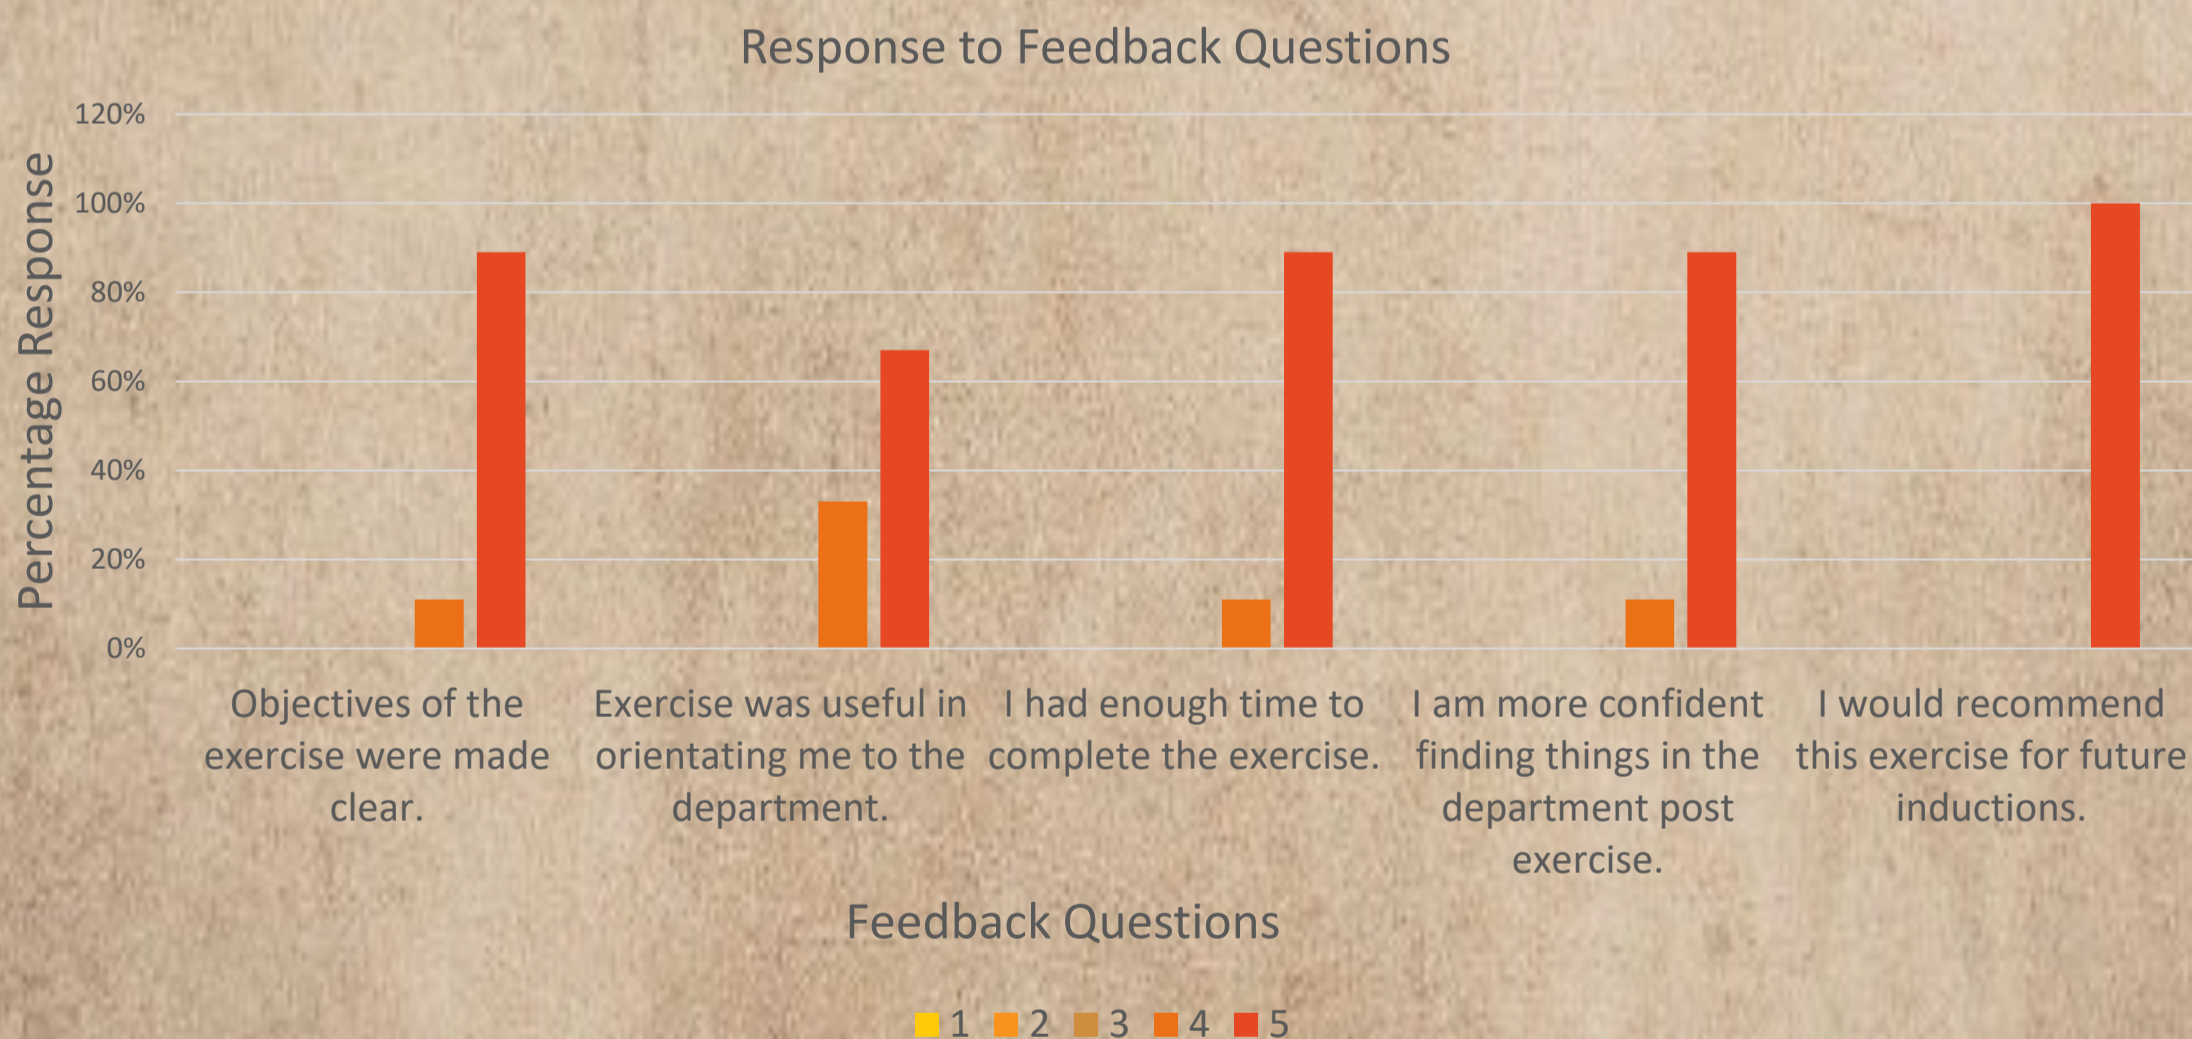 Response to Feedback Questions
120%
100%
80%
60%
40%
20%
0%
Percentage Response
Objectives of the
exercise were made
clear.
Exercise was useful in
orientating me to the
department.
I had enough time to
complete the exercise.
I am more confident
finding things in the
department post
exercise.
I would recommend
this exercise for future
inductions.
Feedback Questions
1 2 3 4 5